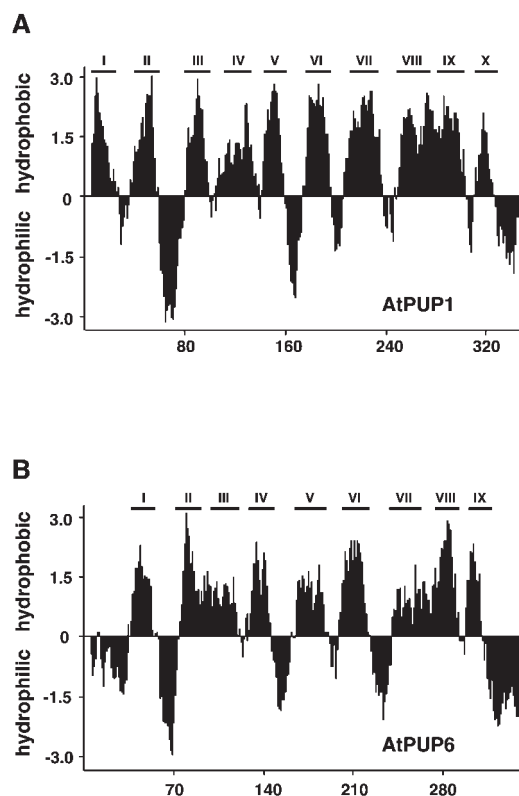 A
I II III IV V VI VII VIII IX X
3.0
hydrophobic
1.5
0
hydrophilic
-1.5
-3.0
AtPUP1
80 160 240 320
B
I II III IV V VI VII VIII IX
3.0
hydrophobic
1.5
0
hydrophilic
-1.5
-3.0
AtPUP6
70 140 210 280